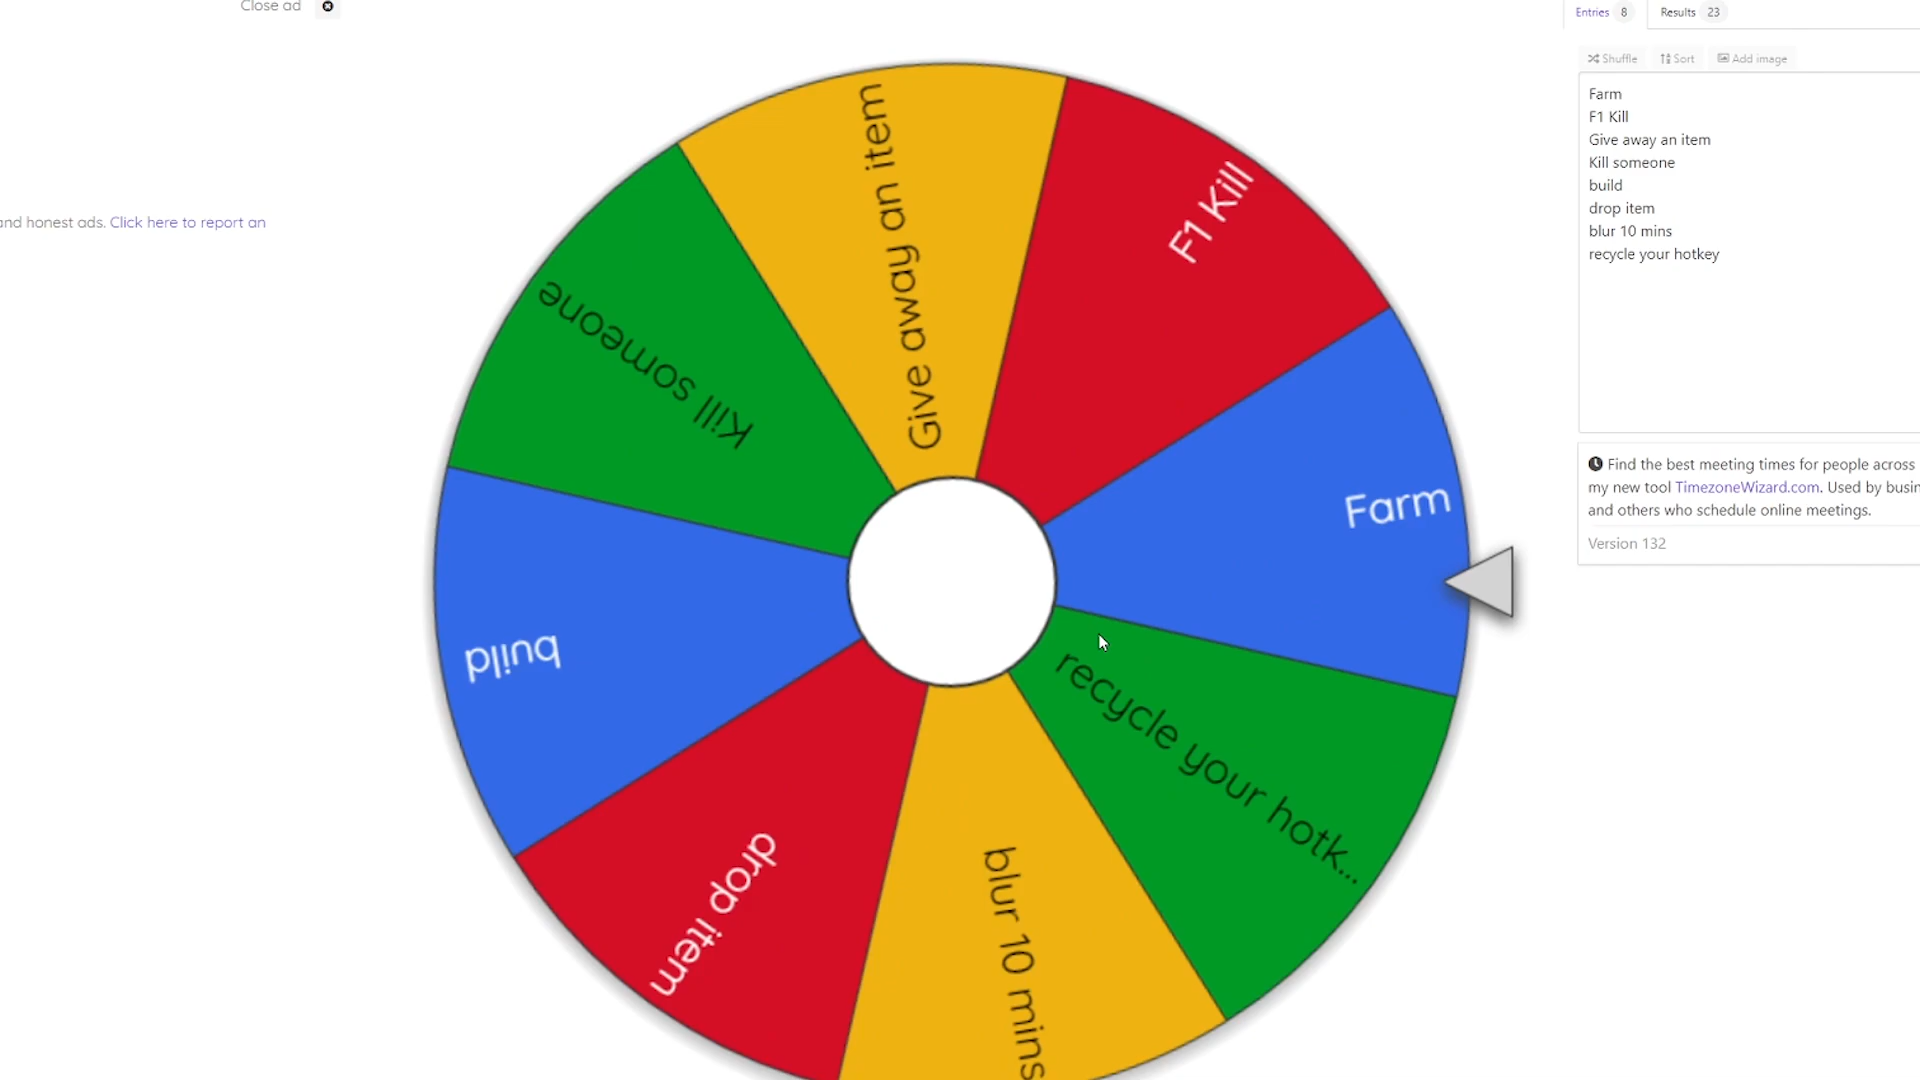 Close ad
Entries 8
Results 23
Shuffle
Sort
Add image
Farm
F1 Kill
Give away an item
Kill someone
build
drop item
blur 10 mins
recycle your hotkey
and honest ads. Click here to report an
Give away an item
F1 Kill
Kill someone
Farm
build
recycle your hotk...
drop item
blur 10 mins
Find the best meeting times for people across
my new tool TimezoneWizard.com. Used by busin
and others who schedule online meetings.
Version 132